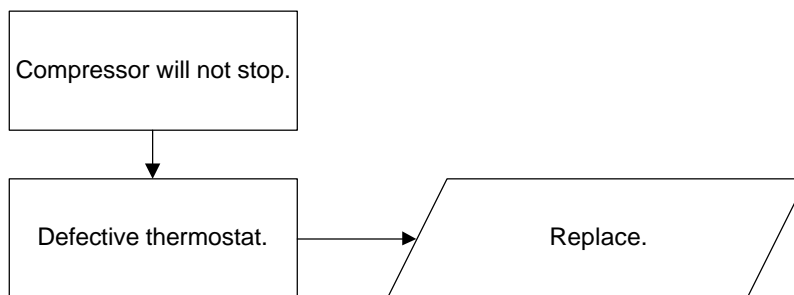 Compressor will not stop.
Defective thermostat.
Replace.